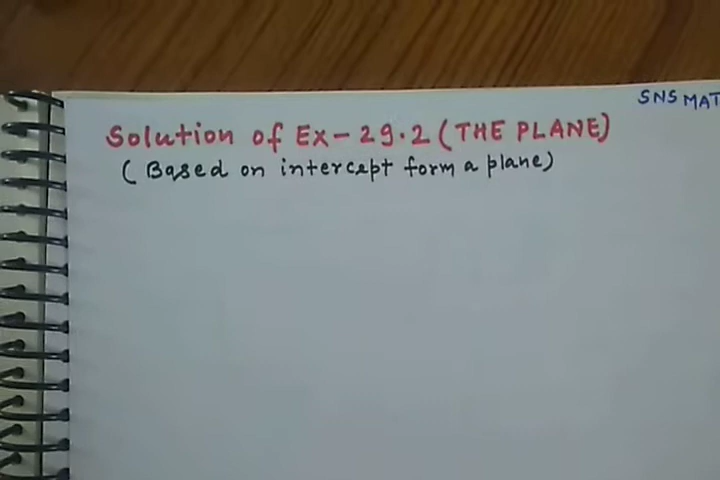 SNS MAT
Solution of Ex-29.2 (THE PLANE)
(Based on intercept form a plane)